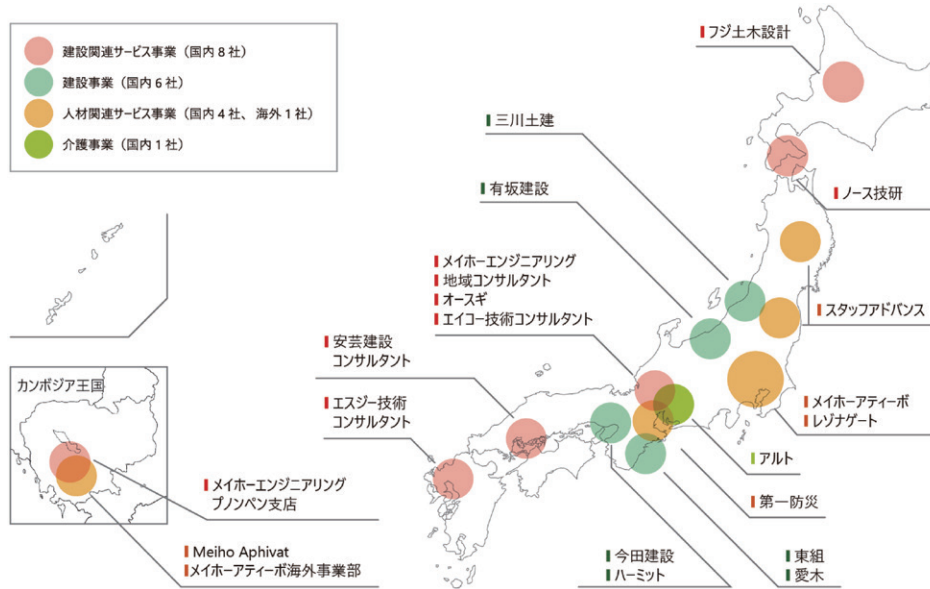 建設関連サービス事業（国内8社）
建設事業（国内6社）
人材関連サービス事業（国内4社、海外1社）
介護事業（国内1社）
フジ土木設計
三川土建
有坂建設
ノース技研
メイホーエンジニアリング
地域コンサルタント
オースギ
エイコー技術コンサルタント
スタッフアドバンス
安芸建設
コンサルタント
カンボジア王国
エスジー技術
コンサルタント
メイホーアティーボ
レゾナゲート
アルト
メイホーエンジニアリング
プノンペン支店
第一防災
Meiho Aphivat
メイホーアティーボ海外事業部
今田建設
ハーミット
東組
愛木